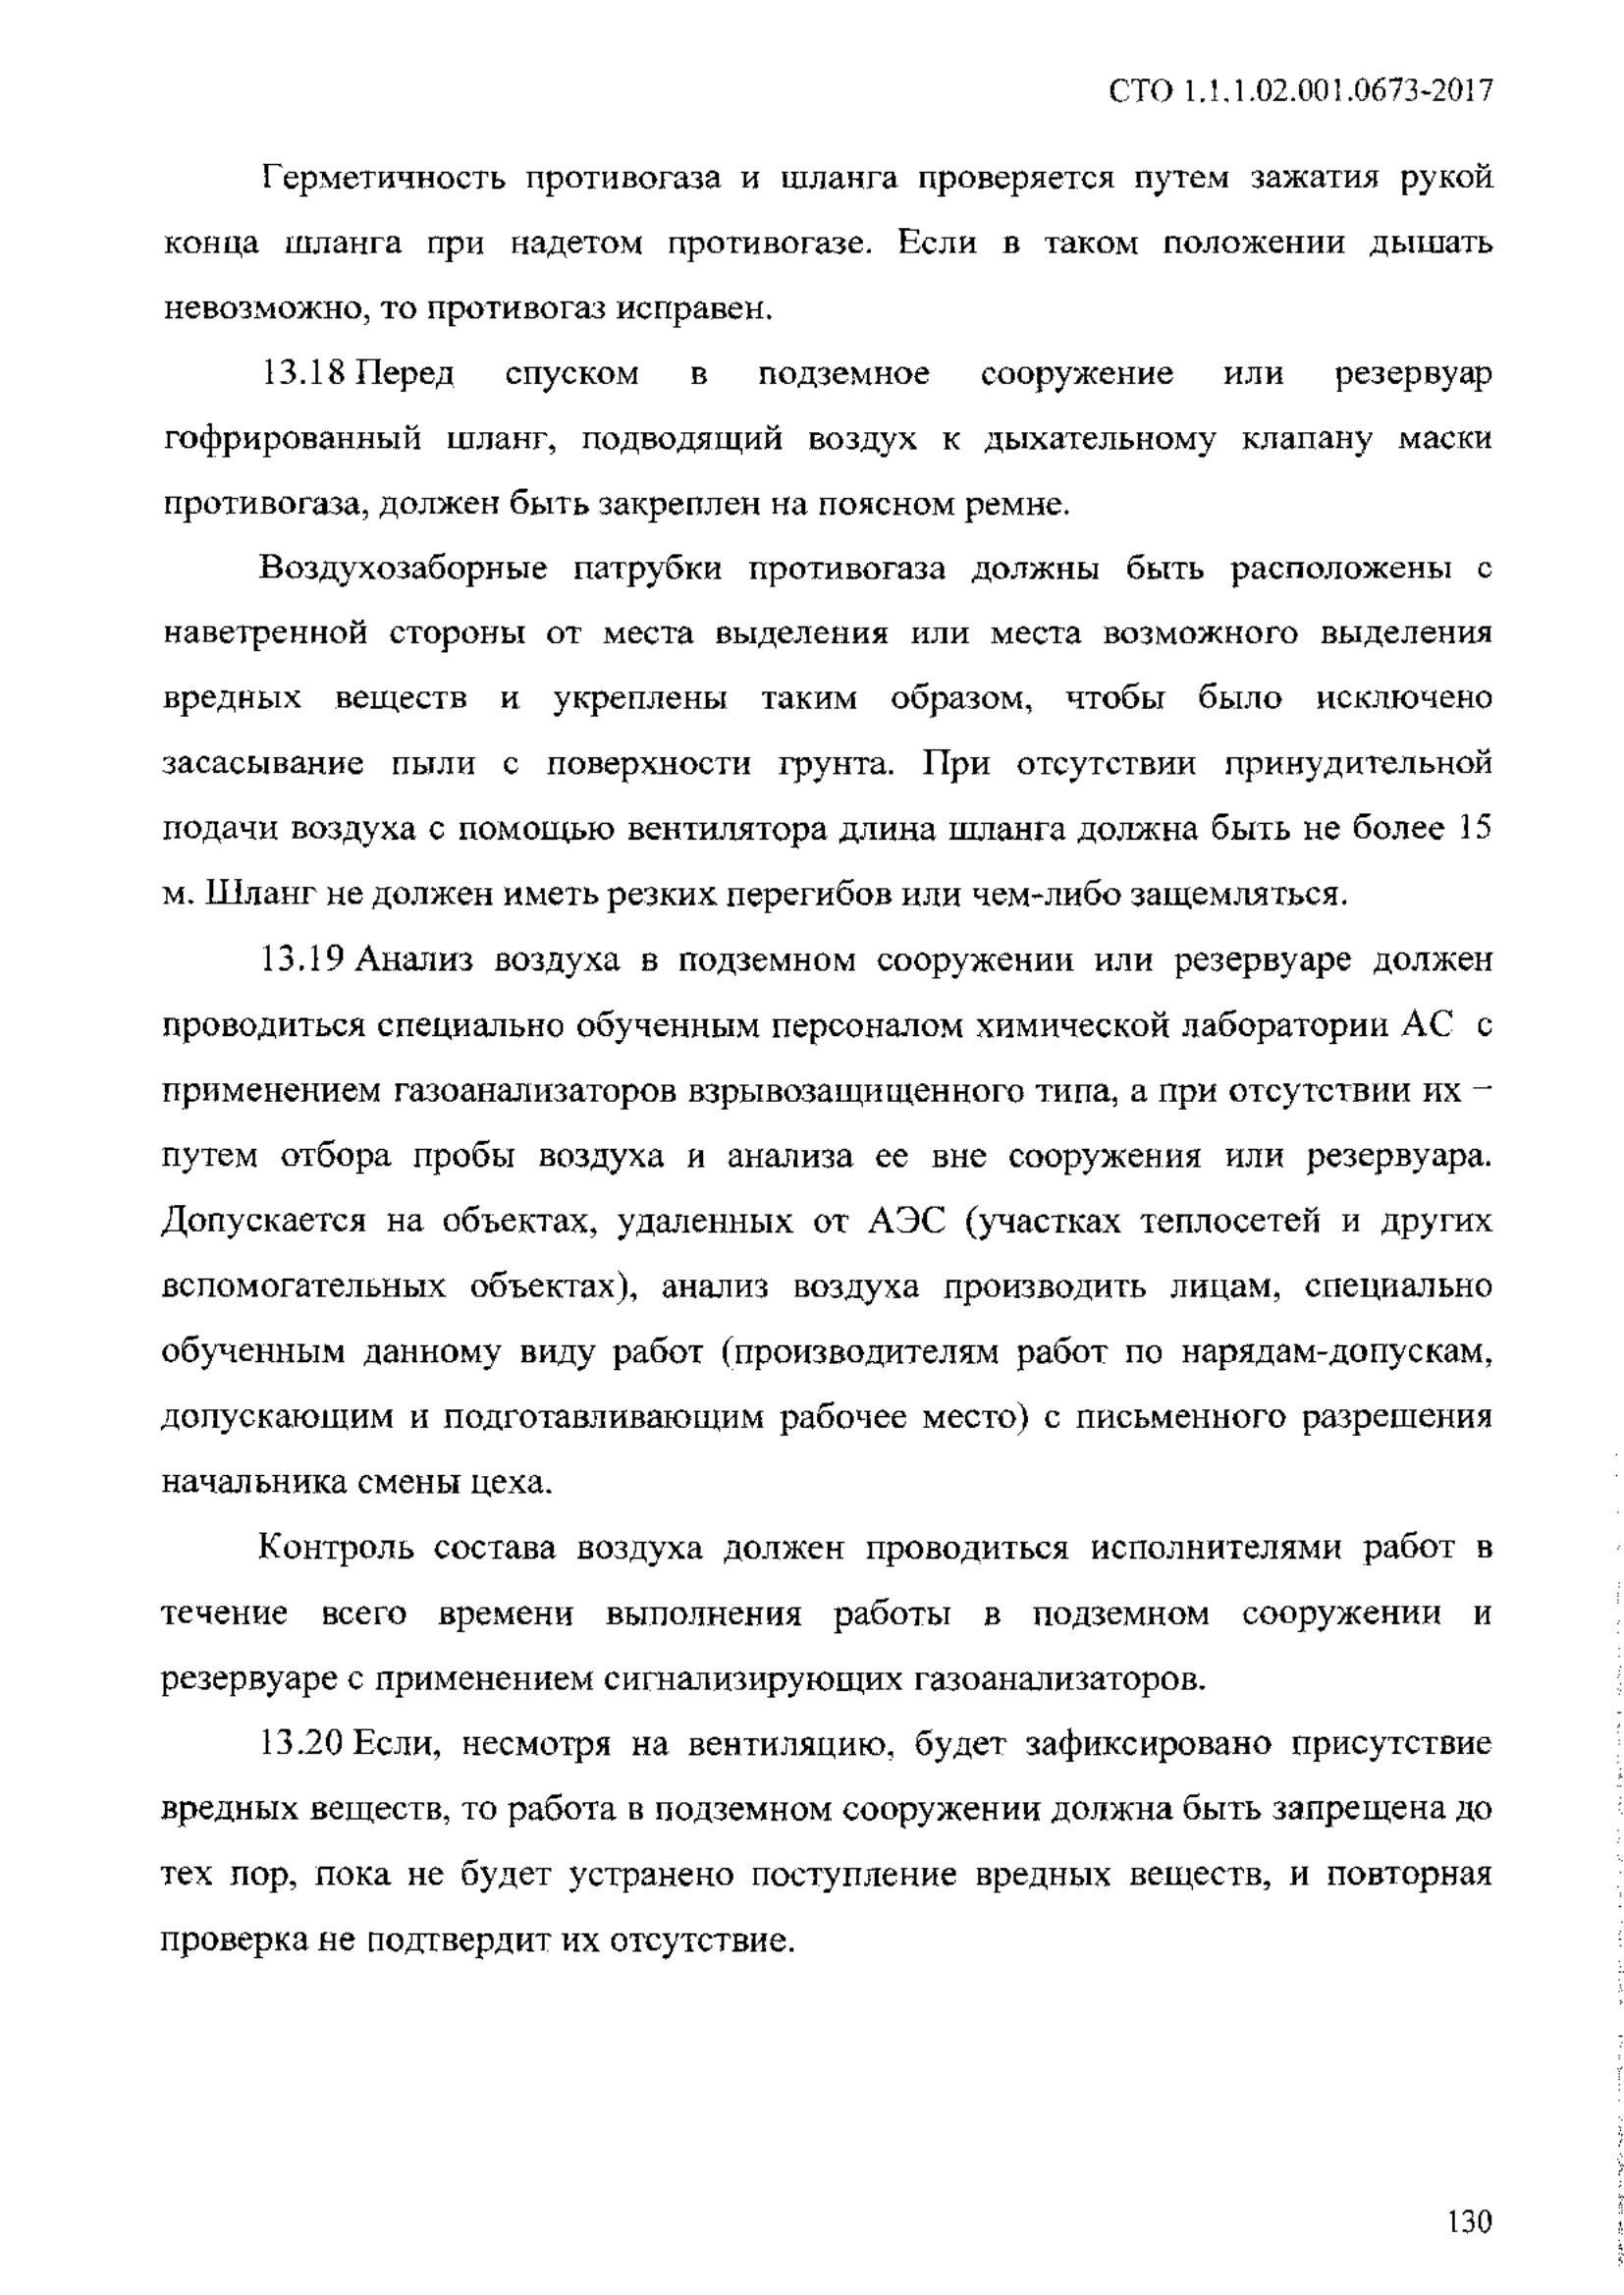 СТО 1.1.1.02.001.0673-2017
Герметичность противогаза и шланга проверяется путем зажатия рукой
конца шланга при надетом противогазе. Если в таком положении дышать
невозможно, то противогаз исправен.
13.18 Перед спуском в подземное сооружение или резервуар
гофрированный шланг, подводящий воздух к дыхательному клапану маски
противогаза, должен быть закреплен на поясном ремне.
Воздухозаборные патрубки противогаза должны быть расположены с
наветренной стороны от места выделения или места возможного выделения
вредных веществ и укреплены таким образом, чтобы было исключено
засасывание пыли с поверхности грунта. При отсутствии принудительной
подачи воздуха с помощью вентилятора длина шланга должна быть не более 15
м. Шланг не должен иметь резких перегибов или чем-либо защемляться.
13.19 Анализ воздуха в подземном сооружении или резервуаре должен
проводиться специально обученным персоналом химической лаборатории АС с
применением газоанализаторов взрывозащищенного типа, а при отсутствии их –
путем отбора пробы воздуха и анализа ее вне сооружения или резервуара.
Допускается на объектах, удаленных от АЭС (участках теплосетей и других
вспомогательных объектах), анализ воздуха производить лицам, специально
обученным данному виду работ (производителям работ по нарядам-допускам,
допускающим и подготавливающим рабочее место) с письменного разрешения
начальника смены цеха.
Контроль состава воздуха должен проводиться исполнителями работ в
течение всего времени выполнения работы в подземном сооружении и
резервуаре с применением сигнализирующих газоанализаторов.
13.20 Если, несмотря на вентиляцию, будет зафиксировано присутствие
вредных веществ, то работа в подземном сооружении должна быть запрещена до
тех пор, пока не будет устранено поступление вредных веществ, и повторная
проверка не подтвердит их отсутствие.
130